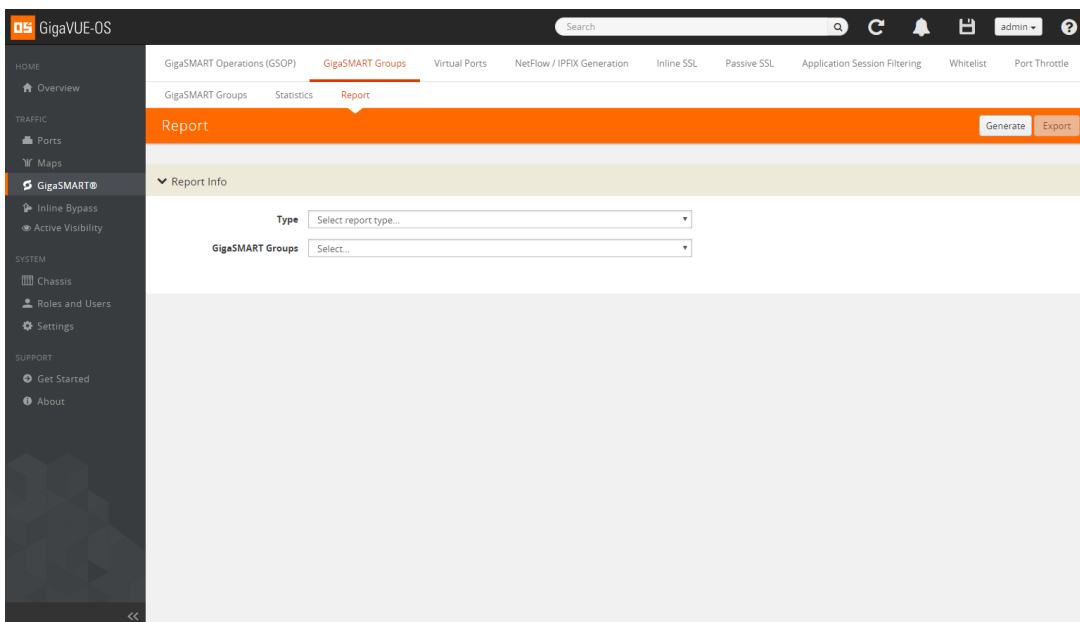 OS GigaVUE-OS
Search
admin
HOME
Overview
TRAFFIC
Ports
Maps
GigaSMART®
Inline Bypass
Active Visibility
SYSTEM
Chassis
Roles and Users
Settings
SUPPORT
Get Started
About
GigaSMART Operations (GSOP) GigaSMART Groups Virtual Ports NetFlow / IPFIX Generation Inline SSL Passive SSL Application Session Filtering Whitelist Port Throttle
GigaSMART Groups Statistics Report
Report Generate Export
Report Info
Type Select report type...
GigaSMART Groups Select...